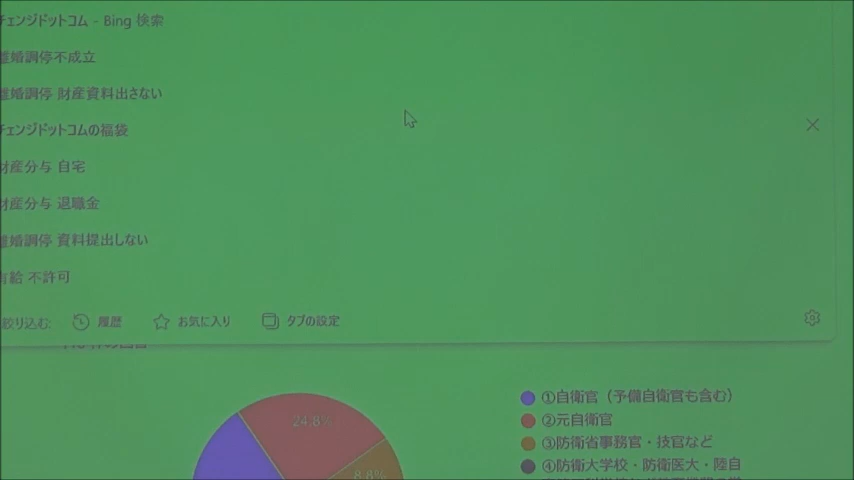 チェンジドットコム - Bing 検索
離婚調停不成立
離婚調停 財産資料出さない
チェンジドットコムの福袋
財産分与 自宅
財産分与 退職金
離婚調停 資料提出しない
有給 不許可
絞り込む: 履歴 お気に入り タブの設定
24.8%
8.8%
①自衛官（予備自衛官も含む）
②元自衛官
③防衛省事務官・技官など
④防衛大学校・防衛医大・陸自